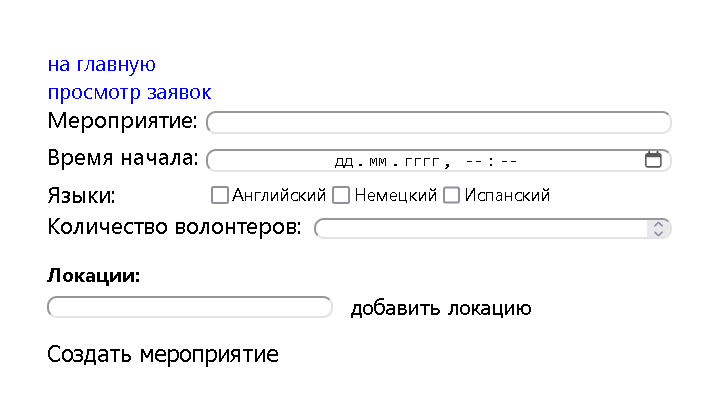 на главную
просмотр заявок
Мероприятие:
Время начала: дд.мм.гггг, --:--
Языки: Английский Немецкий Испанский
Количество волонтеров:
Локации:
добавить локацию
Создать мероприятие